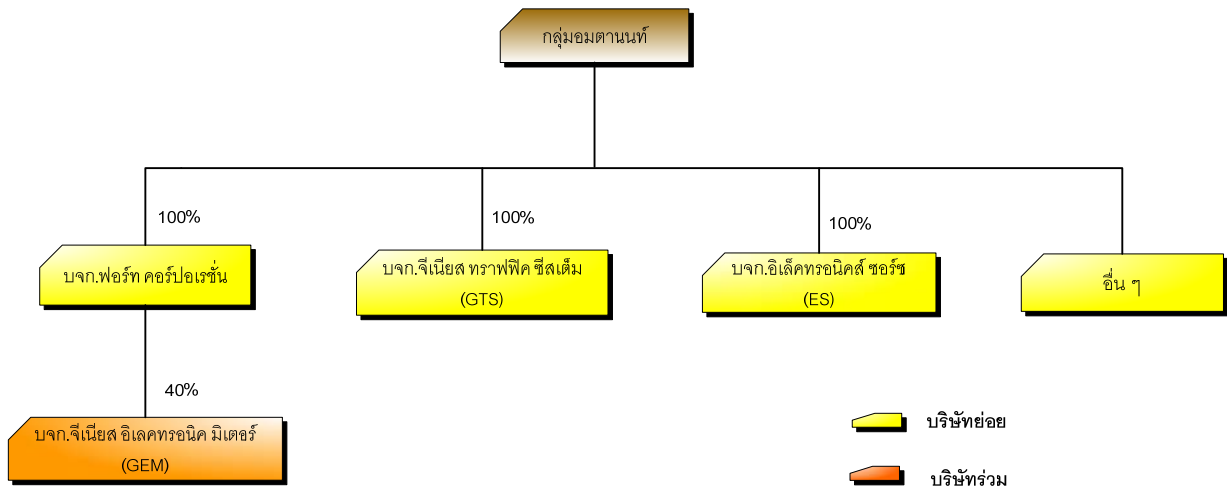 กลุ่มอมตานนท์
100%
100%
100%
บจก.ฟอร์ท คอร์ปอเรชั่น
บจก.จีเนียส ทราฟฟิค ซีสเต็ม
(GTS)
บจก.อิเล็คทรอนิคส์ ซอร์ซ
(ES)
อื่น ๆ
40%
บจก.จีเนียส อิเลคทรอนิค มิเตอร์
(GEM)
บริษัทย่อย
บริษัทร่วม